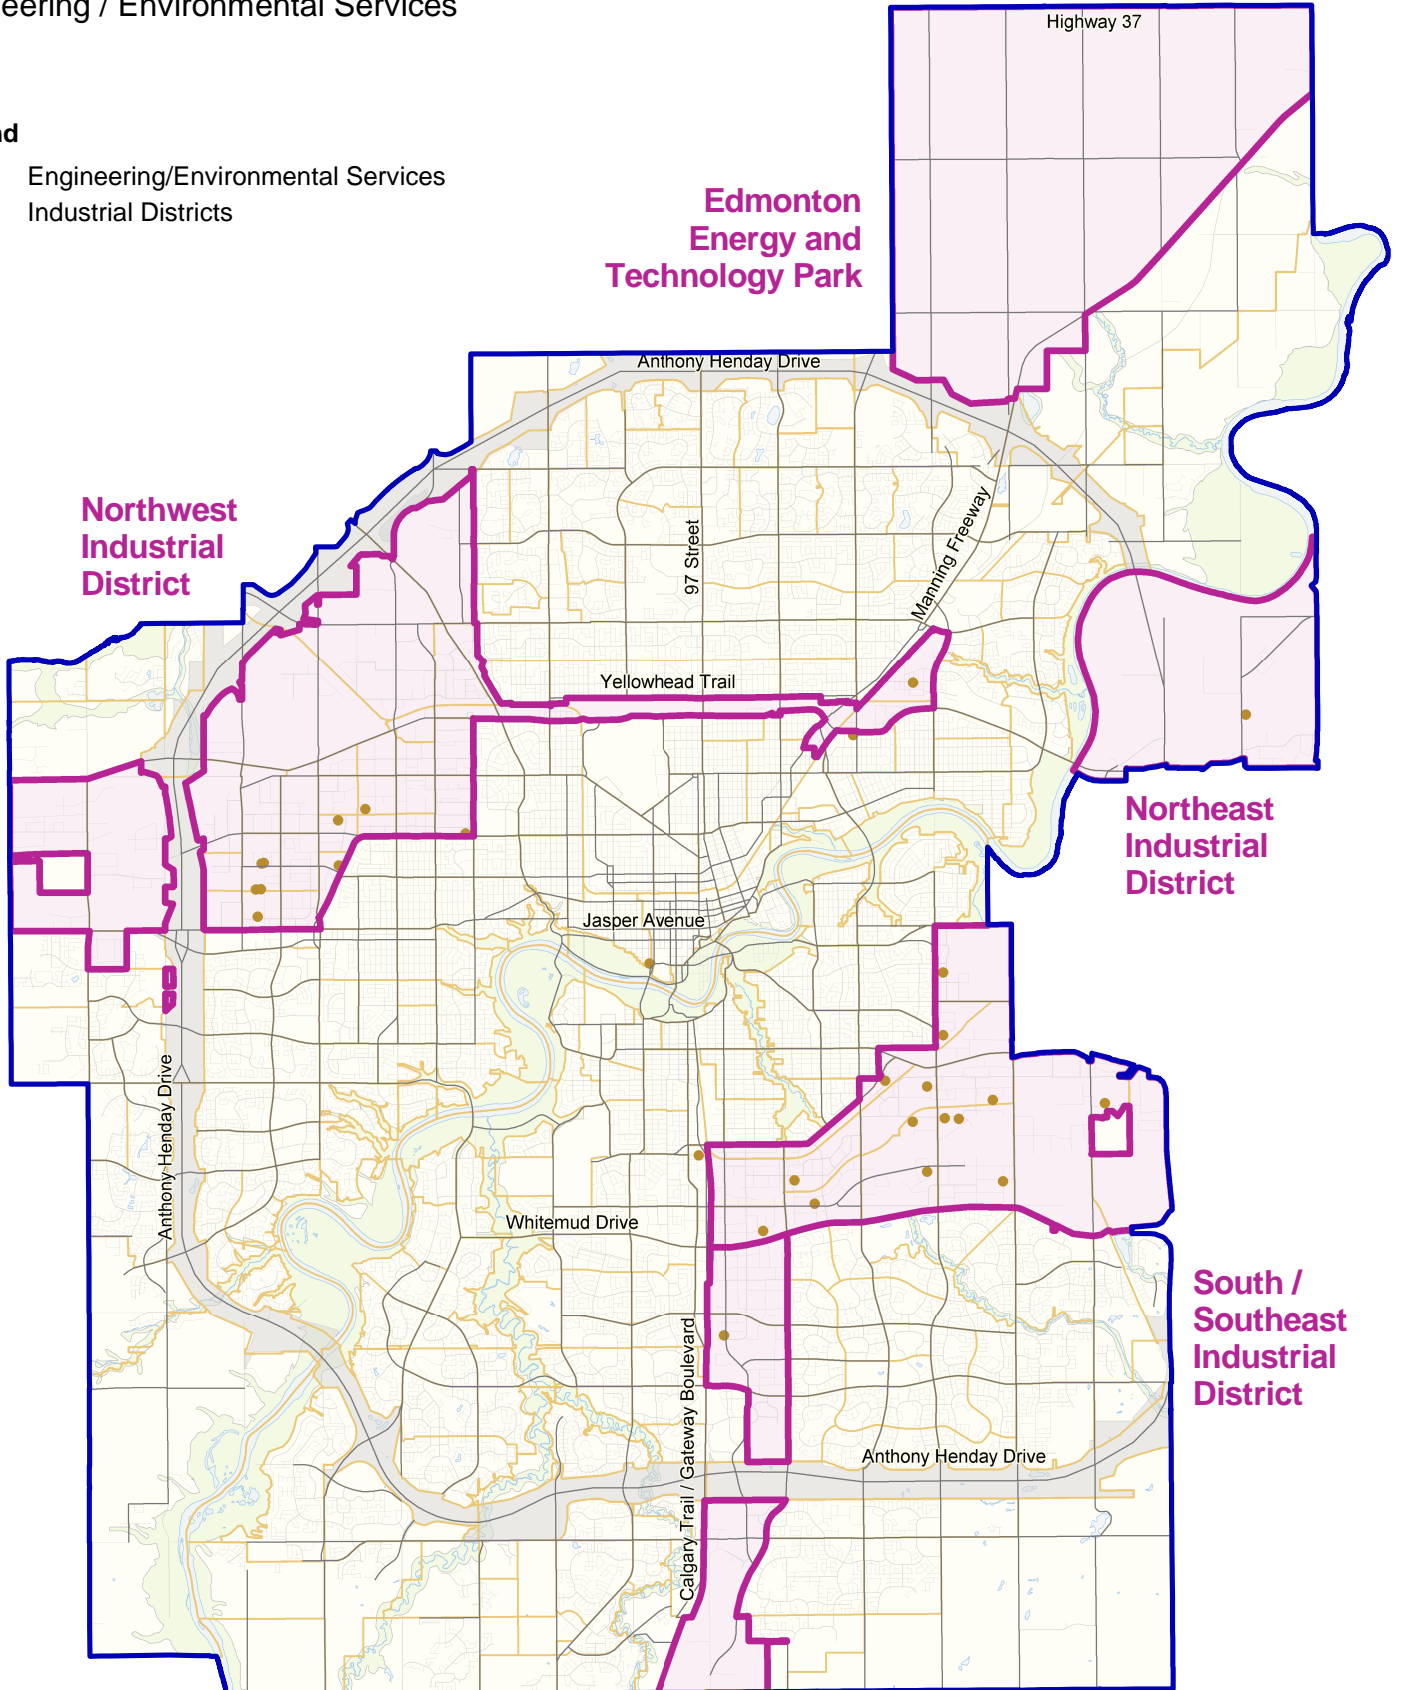 / Environmental Services
Highway 37
Engineering/Environmental Services
Industrial Districts
Edmonton
Energy and
Technology Park
Anthony Henday Drive
Northwest
Industrial
District
97 Street
Manning Freeway
Yellowhead Trail
Northeast
Industrial
District
Jasper Avenue
Anthony Henday Drive
Whitemud Drive
South /
Southeast
Industrial
District
Calgary Trail / Gateway Boulevard
Anthony Henday Drive